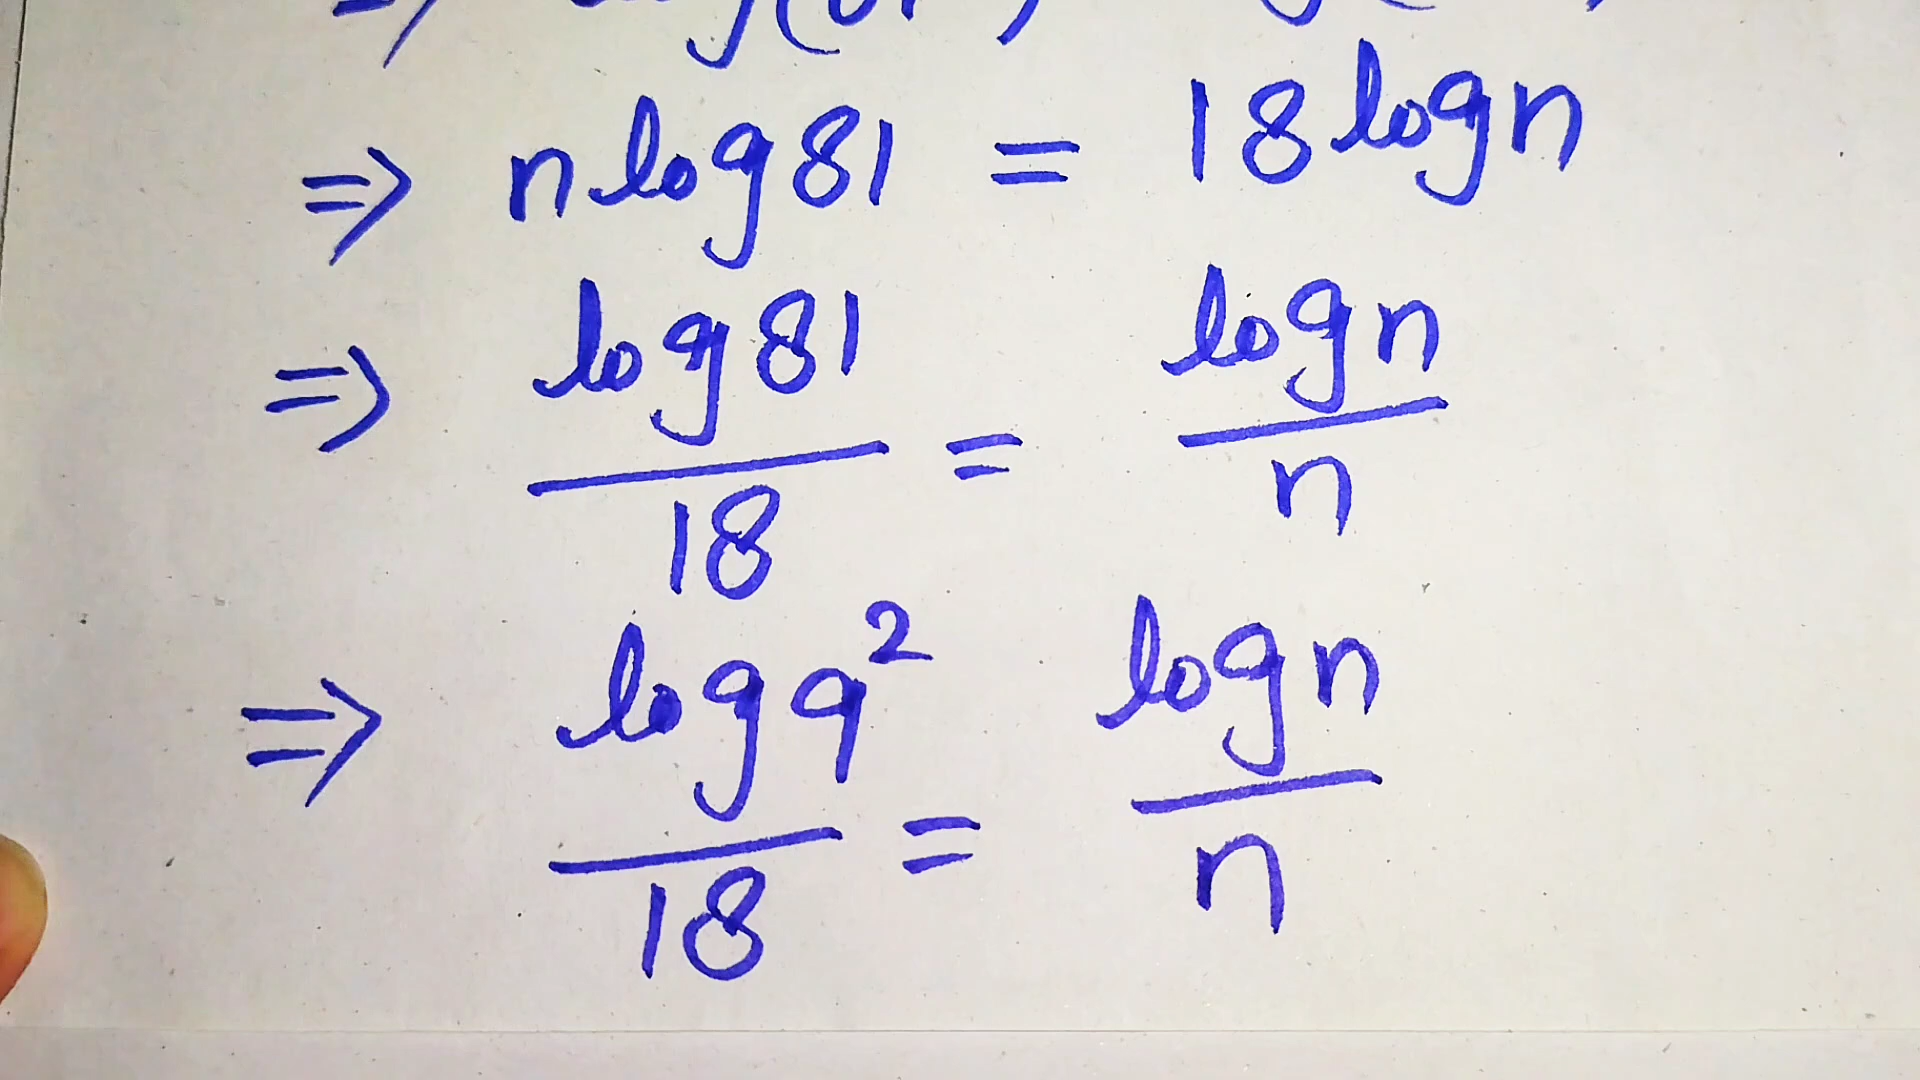 ⇒ n log 81 = 18 log n
⇒ log 81 / 18 = log n / n
⇒ log 9² / 18 = log n / n